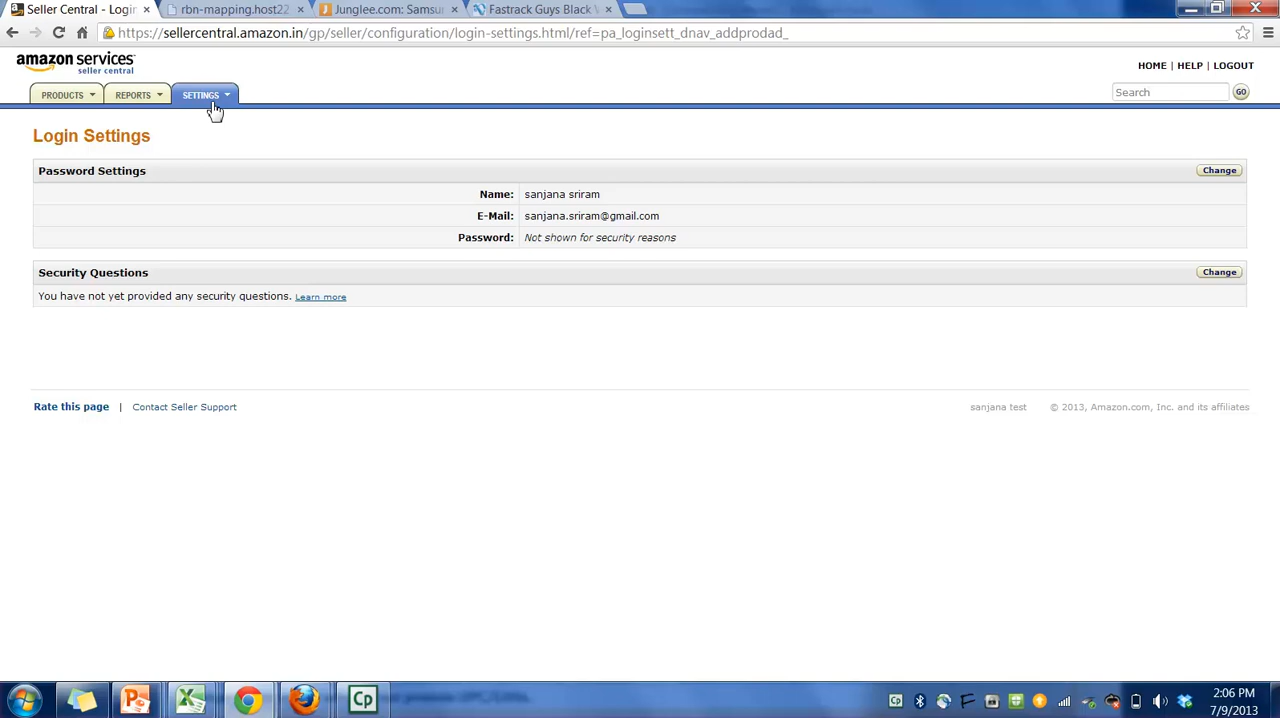 Seller Central - Login
rbn-mapping.host22
Junglee.com: Samsu
Fastrack Guys Black
https://sellercentral.amazon.in/gp/seller/configuration/login-settings.html/ref=pa_loginsett_dnav_addprodad_
amazon services
seller central
HOME | HELP | LOGOUT
PRODUCTS REPORTS SETTINGS
Search GO
Login Settings
Password Settings Change
Name: sanjana sriram
E-Mail: sanjana.sriram@gmail.com
Password: Not shown for security reasons
Security Questions Change
You have not yet provided any security questions. Learn more
Rate this page | Contact Seller Support
sanjana test © 2013, Amazon.com, Inc. and its affiliates
Cp
2:06 PM
7/9/2013